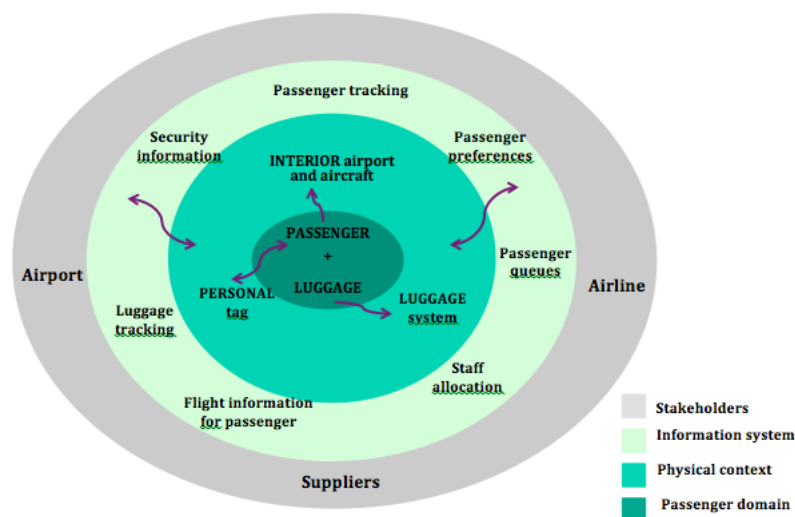 Passenger tracking
Security
information
Passenger
preferences
INTERIOR airport
and aircraft
PASSENGER
+
LUGGAGE
PERSONAL
tag
LUGGAGE
system
Passenger
queues
Airport
Airline
Luggage
tracking
Staff
allocation
Flight information
for passenger
Suppliers
Stakeholders
Information system
Physical context
Passenger domain